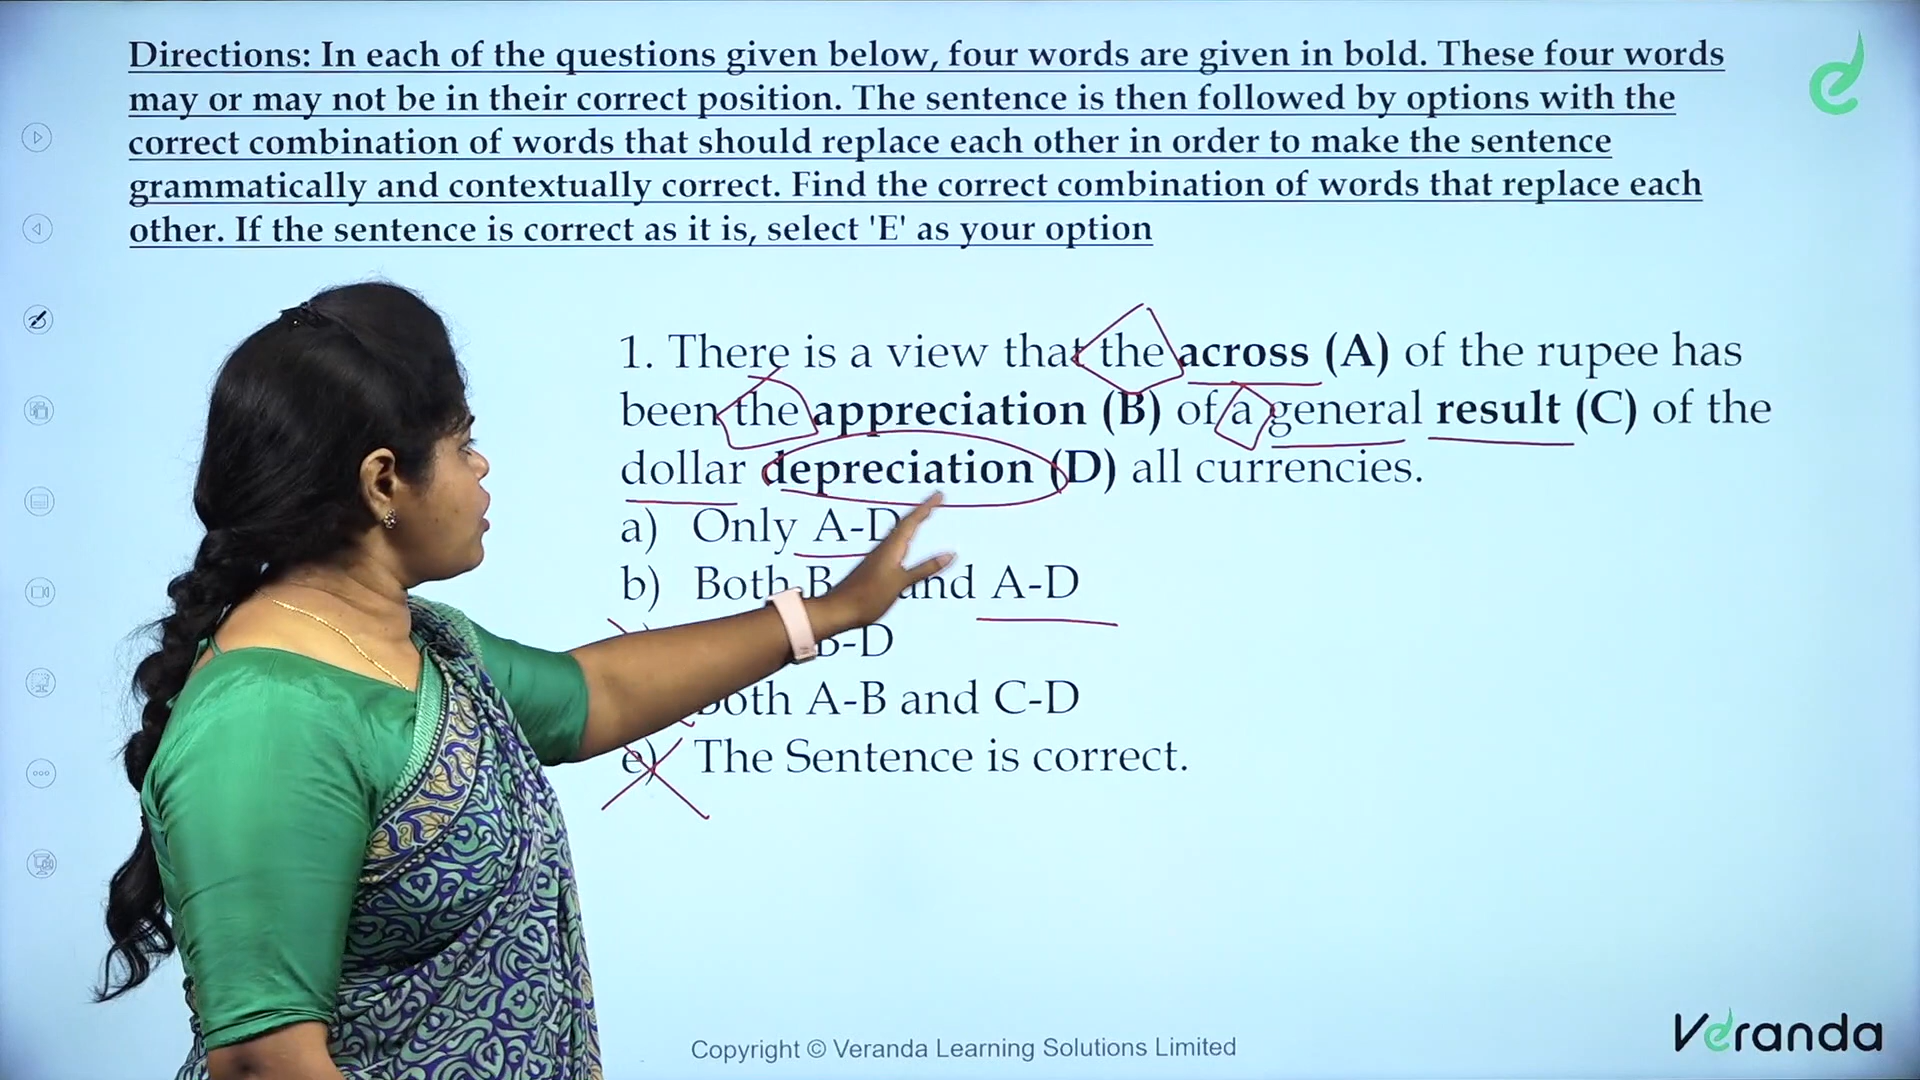 Directions: In each of the questions given below, four words are given in bold. These four words
may or may not be in their correct position. The sentence is then followed by options with the
correct combination of words that should replace each other in order to make the sentence
grammatically and contextually correct. Find the correct combination of words that replace each
other. If the sentence is correct as it is, select 'E' as your option
1. There is a view that the across (A) of the rupee has
been the appreciation (B) of a general result (C) of the
dollar depreciation (D) all currencies.
a) Only A-D
b) Both B and A-D
B-D
Both A-B and C-D
e) The Sentence is correct.
Copyright © Veranda Learning Solutions Limited
Veranda